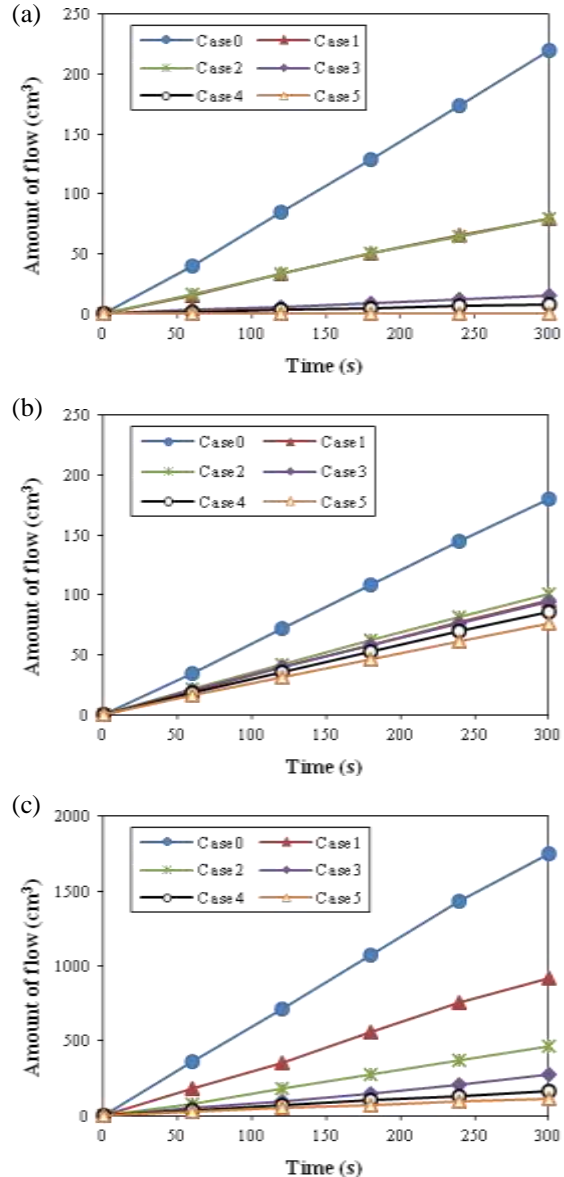 (a)
250
200
150
100
50
0
Amount of flow (cm³)
Case0 Case1
Case2 Case3
Case4 Case5
0 50 100 150 200 250 300
Time (s)
(b)
250
200
150
100
50
0
Amount of flow (cm³)
Case0 Case1
Case2 Case3
Case4 Case5
0 50 100 150 200 250 300
Time (s)
(c)
2000
1500
1000
500
0
Amount of flow (cm³)
Case0 Case1
Case2 Case3
Case4 Case5
0 50 100 150 200 250 300
Time (s)